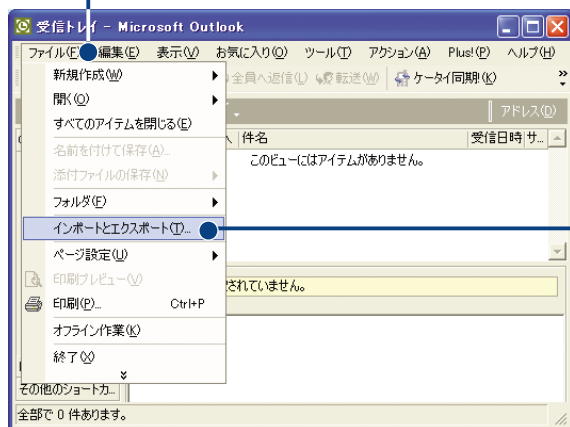 受信トレイ - Microsoft Outlook
ファイル(F) 編集(E) 表示(V) お気に入り(O) ツール(T) アクション(A) Plus!(P) ヘルプ(H)
新規作成(W) 全員へ返信(L) 転送(W) ケータイ同期!(K)
開く(O) アドレス(D)
すべてのアイテムを閉じる(E) 件名 受信日時 サ...
名前を付けて保存(A)... このビューにはアイテムがありません。
添付ファイルの保存(N)
フォルダ(F)
インポートとエクスポート(T)...
ページ設定(U)
印刷プレビュー(V) されていません。
印刷(P)... Ctrl+P
オフライン作業(K)
終了(X)
その他のショートカ...
全部で 0 件あります。